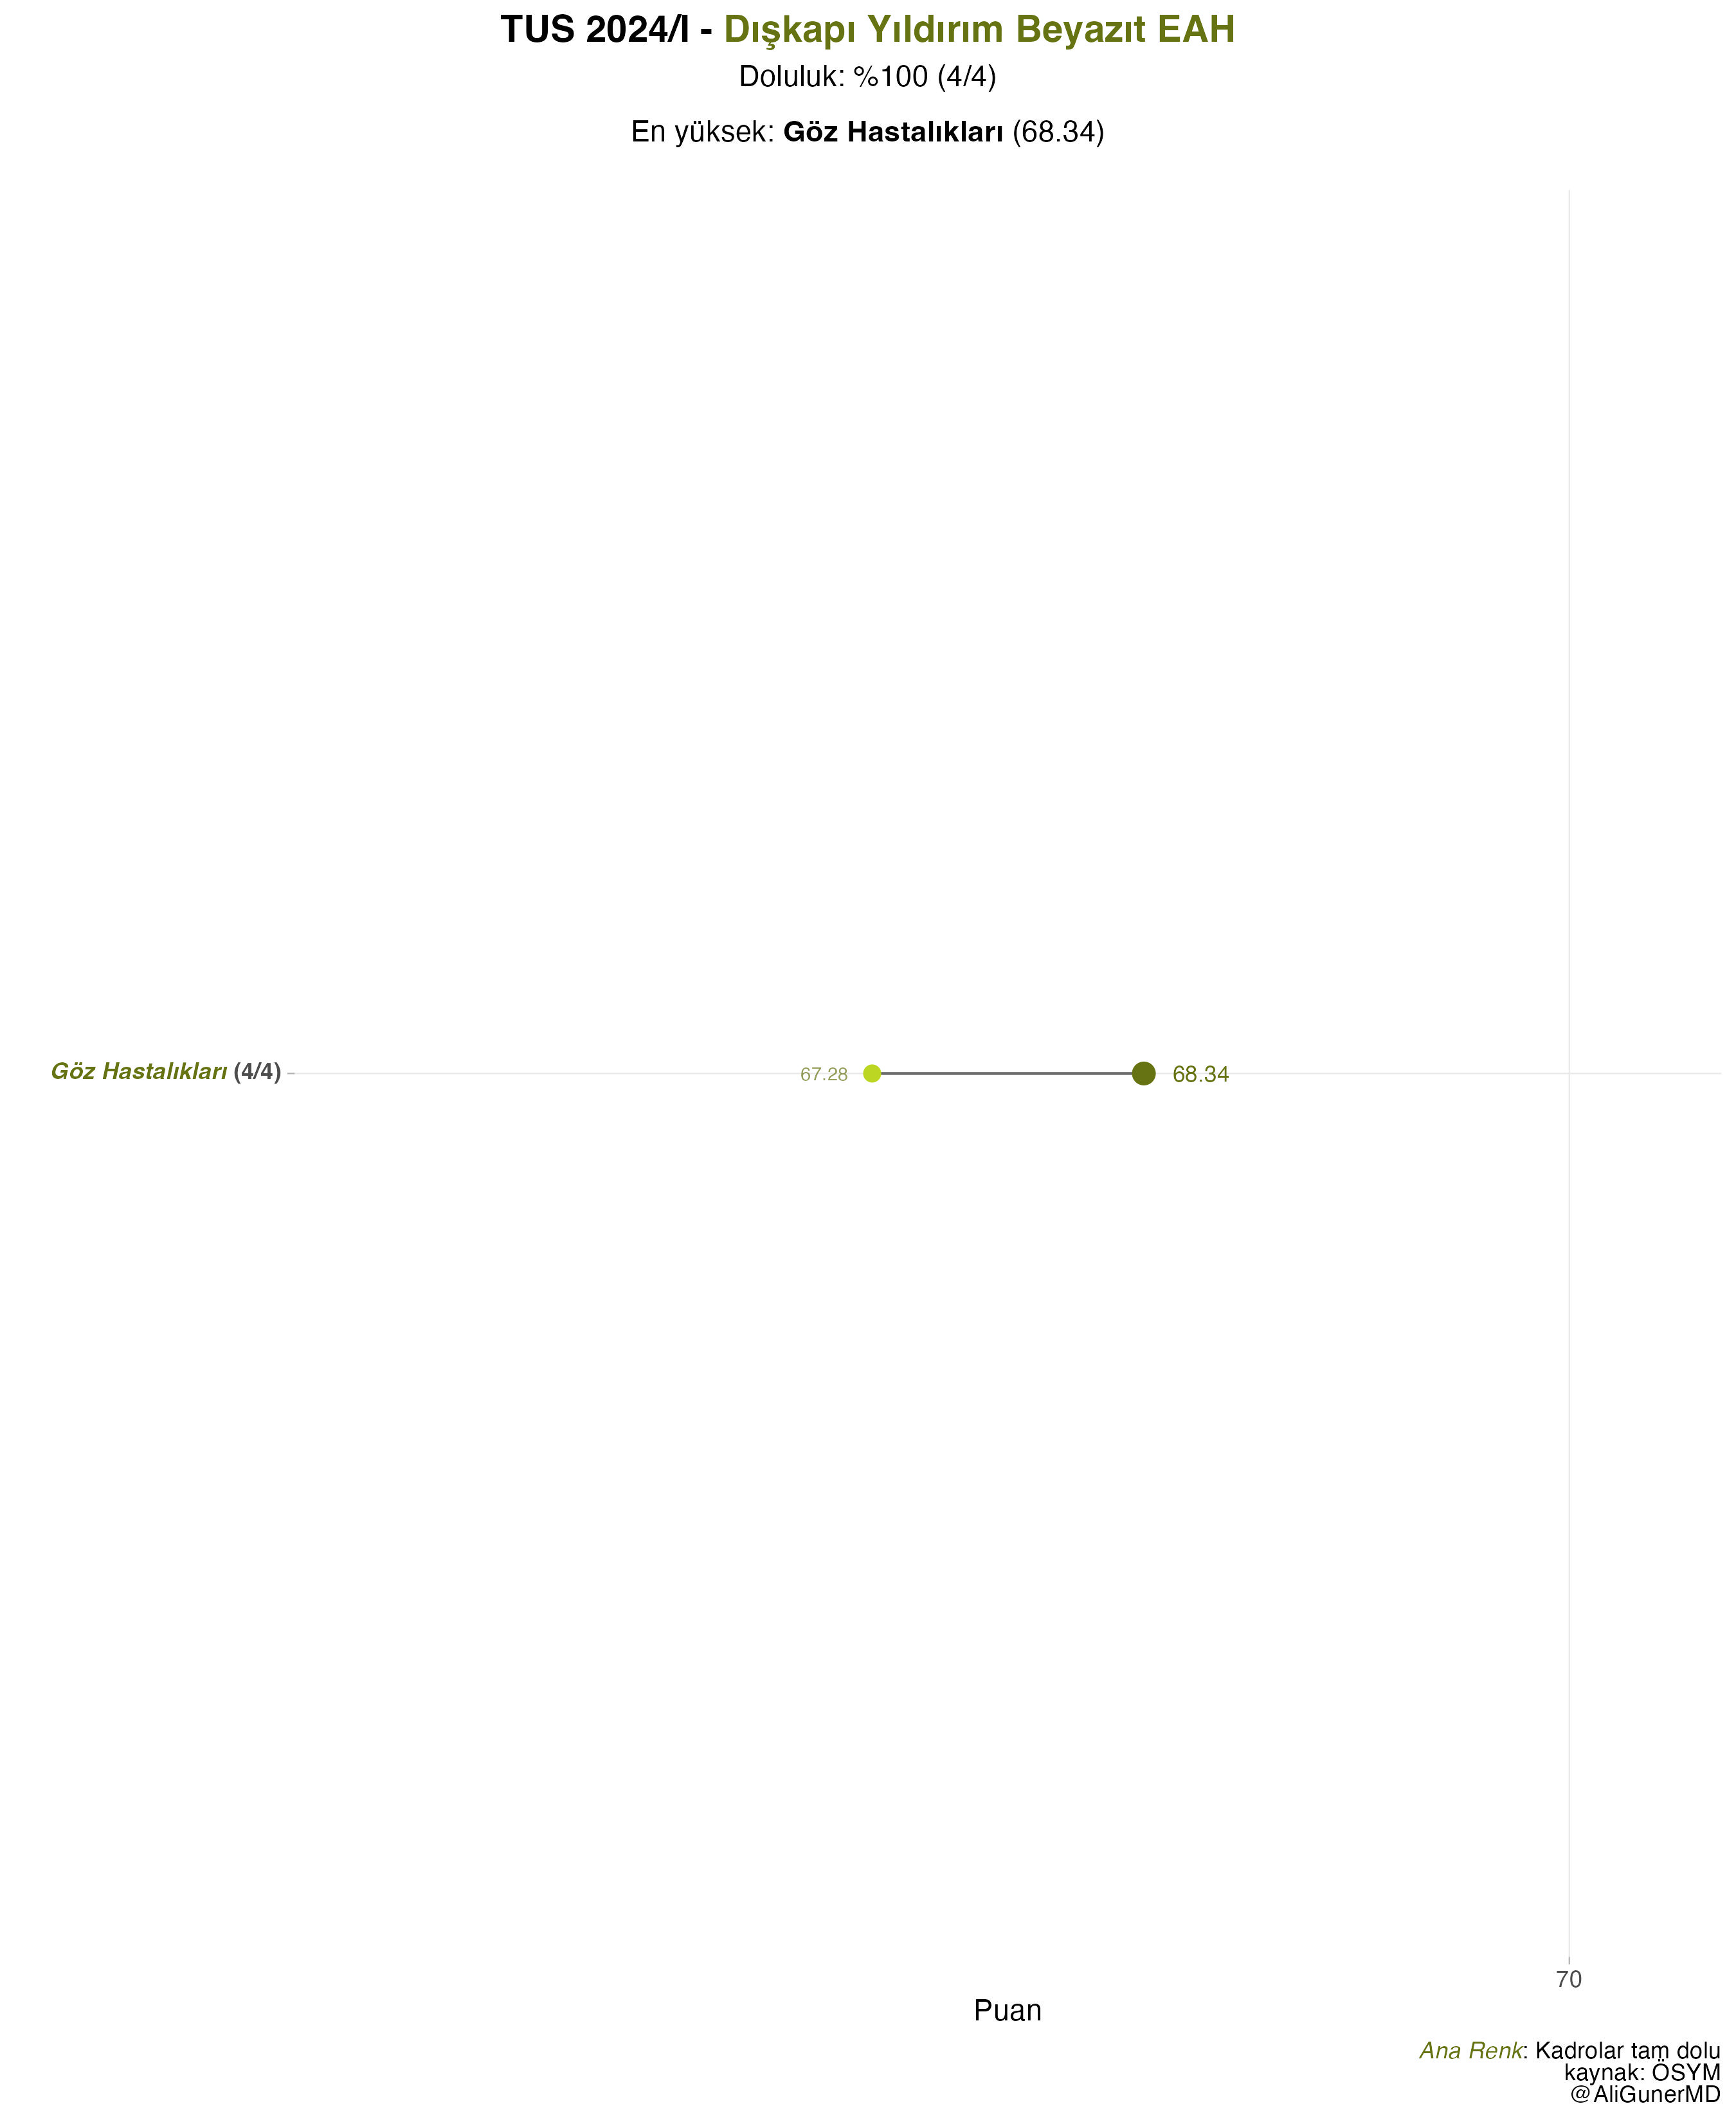 TUS 2024/I - Dışkapı Yıldırım Beyazıt EAH
Doluluk: %100 (4/4)
En yüksek: Göz Hastalıkları (68.34)
Göz Hastalıkları (4/4)
67.28
68.34
70
Puan
Ana Renk: Kadrolar tam dolu
kaynak: ÖSYM
@AliGunerMD